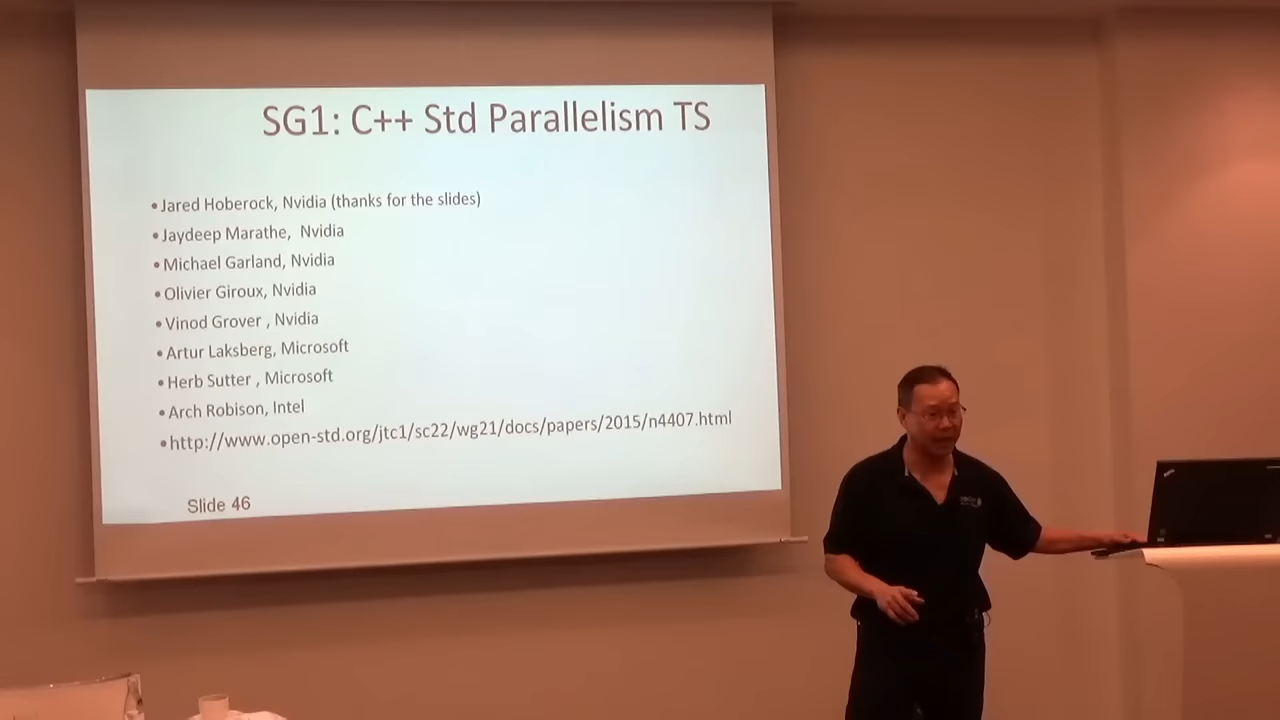 SG1: C++ Std Parallelism TS
• Jared Hoberock, Nvidia (thanks for the slides)
• Jaydeep Marathe, Nvidia
• Michael Garland, Nvidia
• Olivier Giroux, Nvidia
• Vinod Grover , Nvidia
• Artur Laksberg, Microsoft
• Herb Sutter , Microsoft
• Arch Robison, Intel
• http://www.open-std.org/jtc1/sc22/wg21/docs/papers/2015/n4407.html
Slide 46